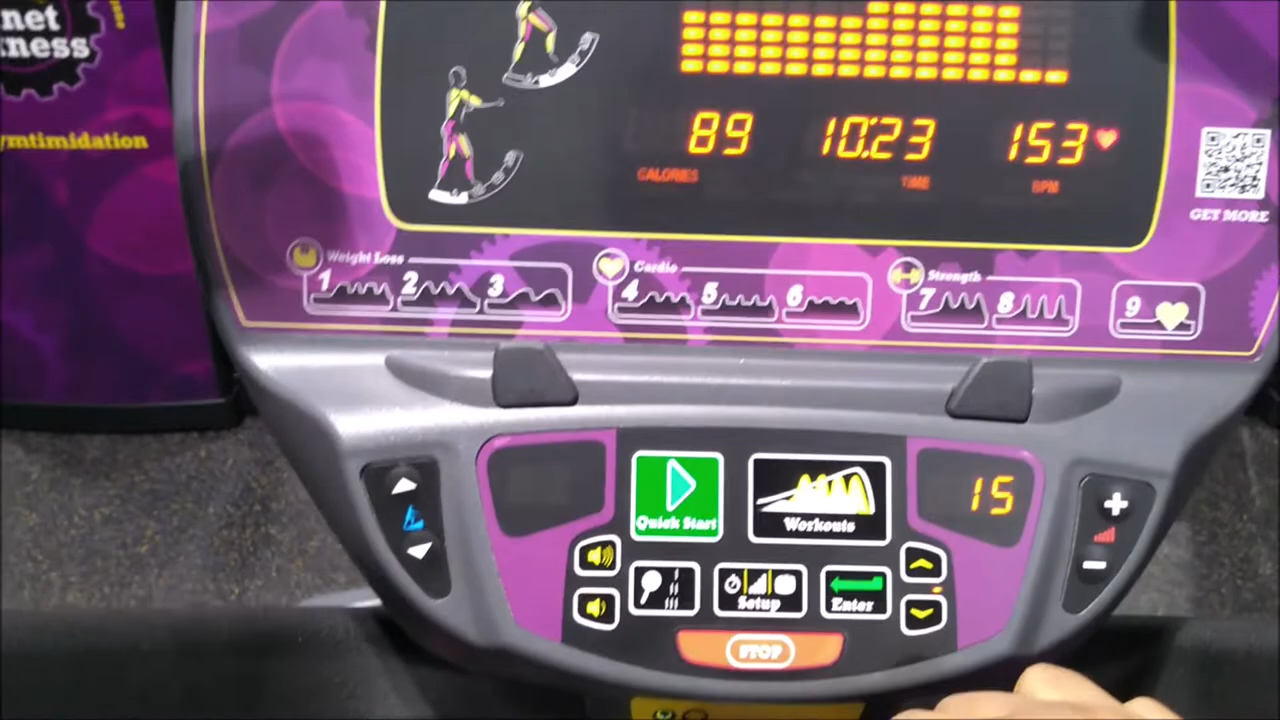 net
ness
ymtimidation
89 10:23 153
CALORIES TIME BPM
GET MORE
Weight Loss Cardio Strength
1 2 3 4 5 6 7 8 9
15
Quick Start Workouts
Setup Enter
STOP